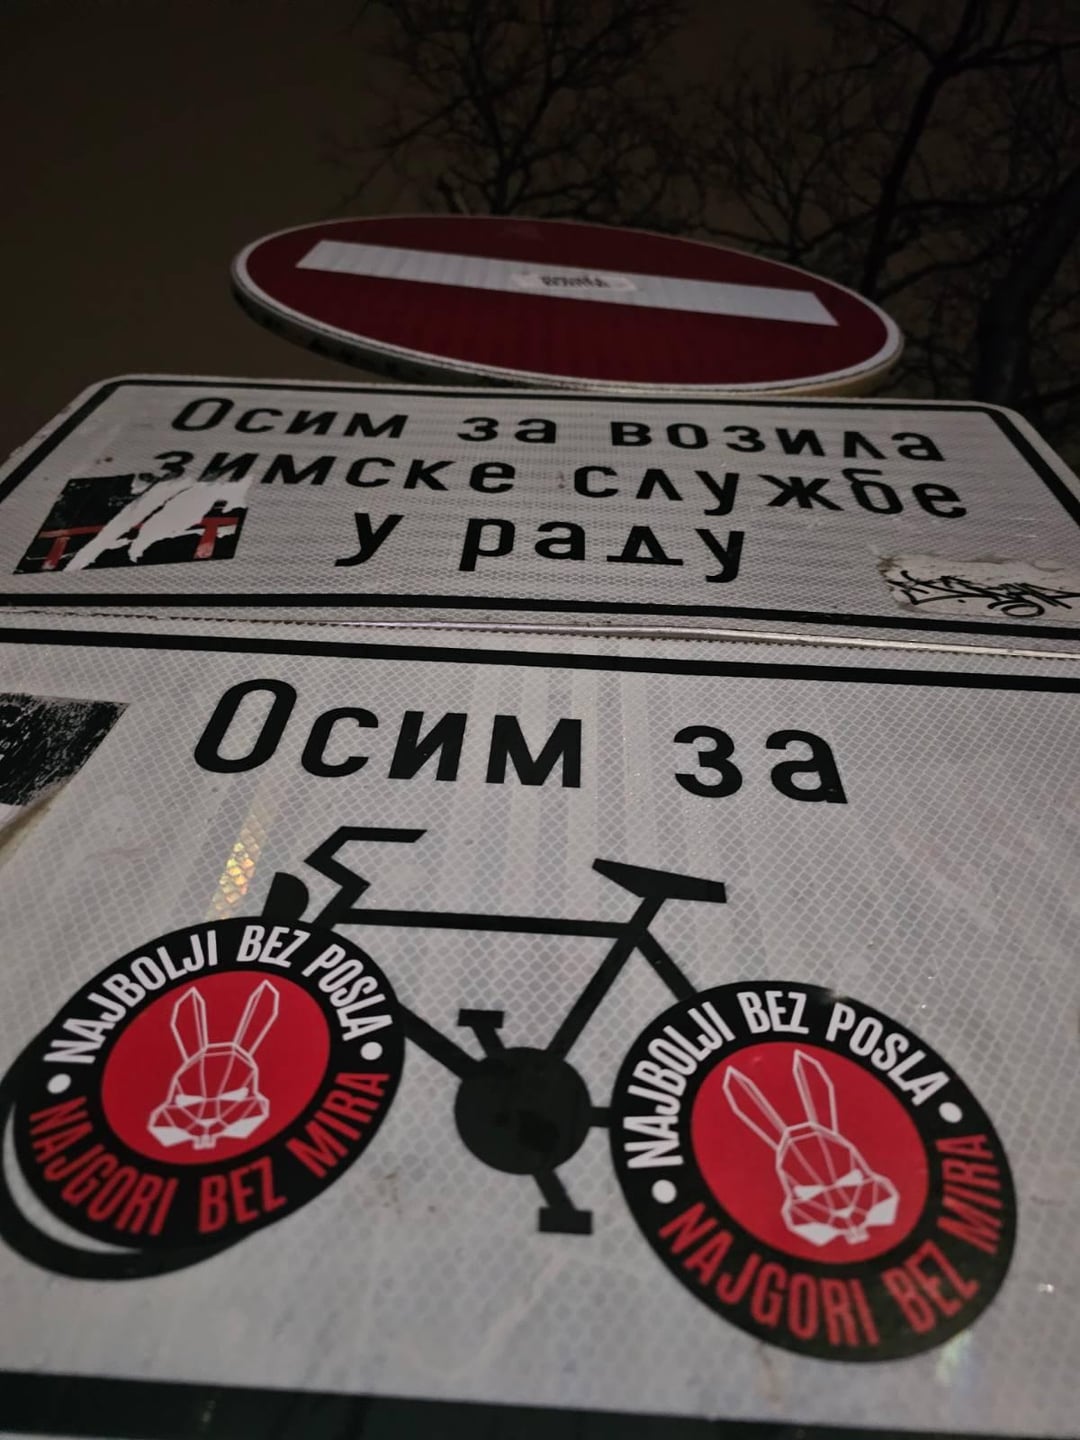 Осим за возила
зимске службе
у раду
Осим за
NAJBOLJI BEZ POSLA
NAJGORI BEZ MIRA
NAJBOLJI BEZ POSLA
NAJGORI BEZ MIRA